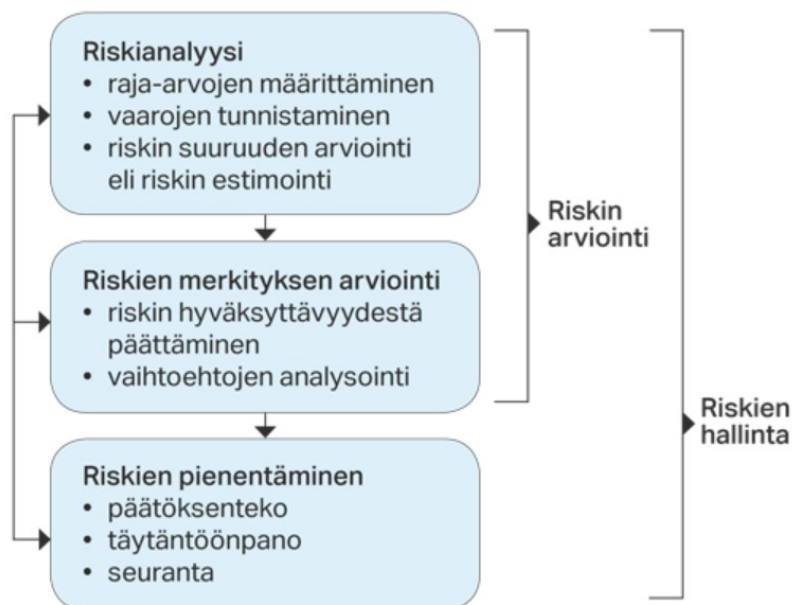 Riskianalyysi
• raja-arvojen määrittäminen
• vaarojen tunnistaminen
• riskin suuruuden arviointi
eli riskin estimointi
Riskien merkityksen arviointi
• riskin hyväksyttävyydestä
päättäminen
• vaihtoehtojen analysointi
Riskien pienentäminen
• päätöksenteko
• täytäntöönpano
• seuranta
Riskin
arviointi
Riskien
hallinta